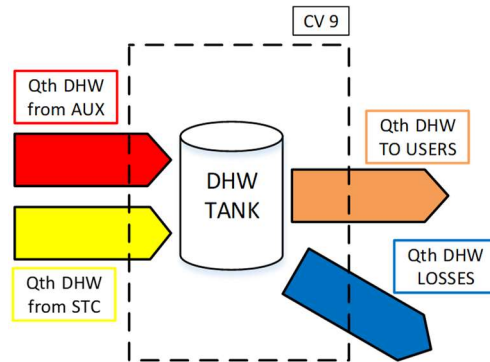 CV 9
Qth DHW
from AUX
Qth DHW
TO USERS
DHW
TANK
Qth DHW
from STC
Qth DHW
LOSSES